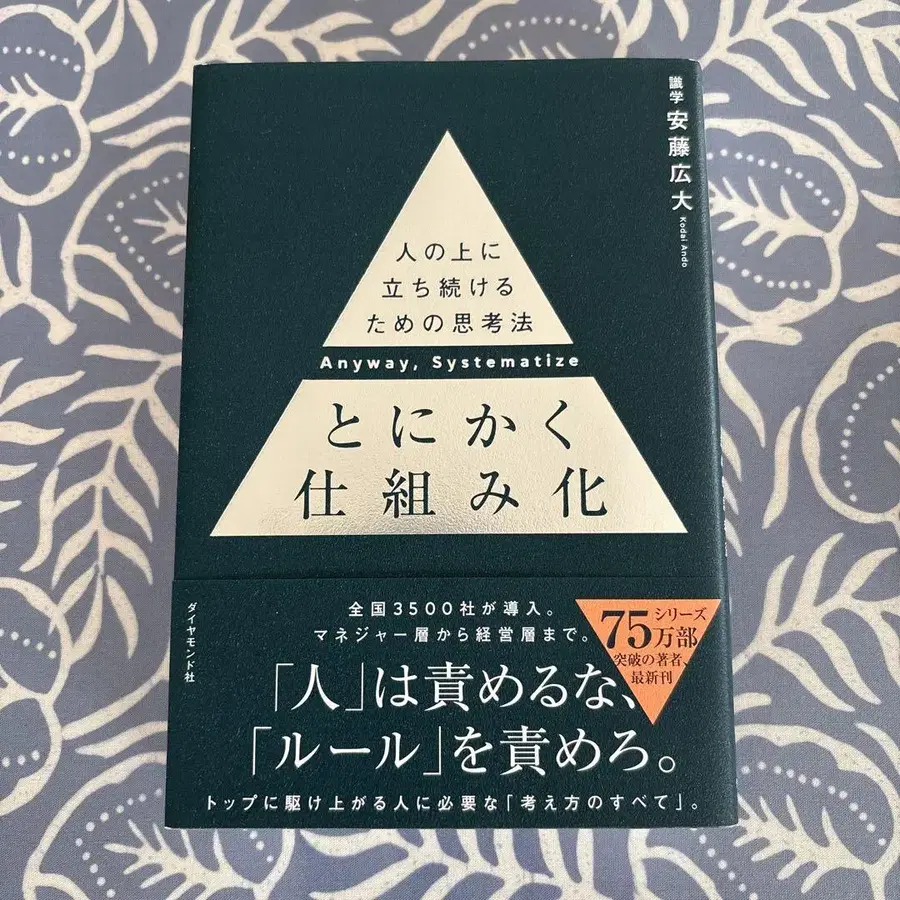 識学 安藤広大
Kodai Ando
人の上に
立ち続ける
ための思考法
Anyway, Systematize
とにかく
仕組み化
ダイヤモンド社
全国3500社が導入。
マネジャー層から経営層まで。
シリーズ
75万部
突破の著者、
最新刊
「人」は責めるな、
「ルール」を責めろ。
トップに駆け上がる人に必要な「考え方のすべて」。